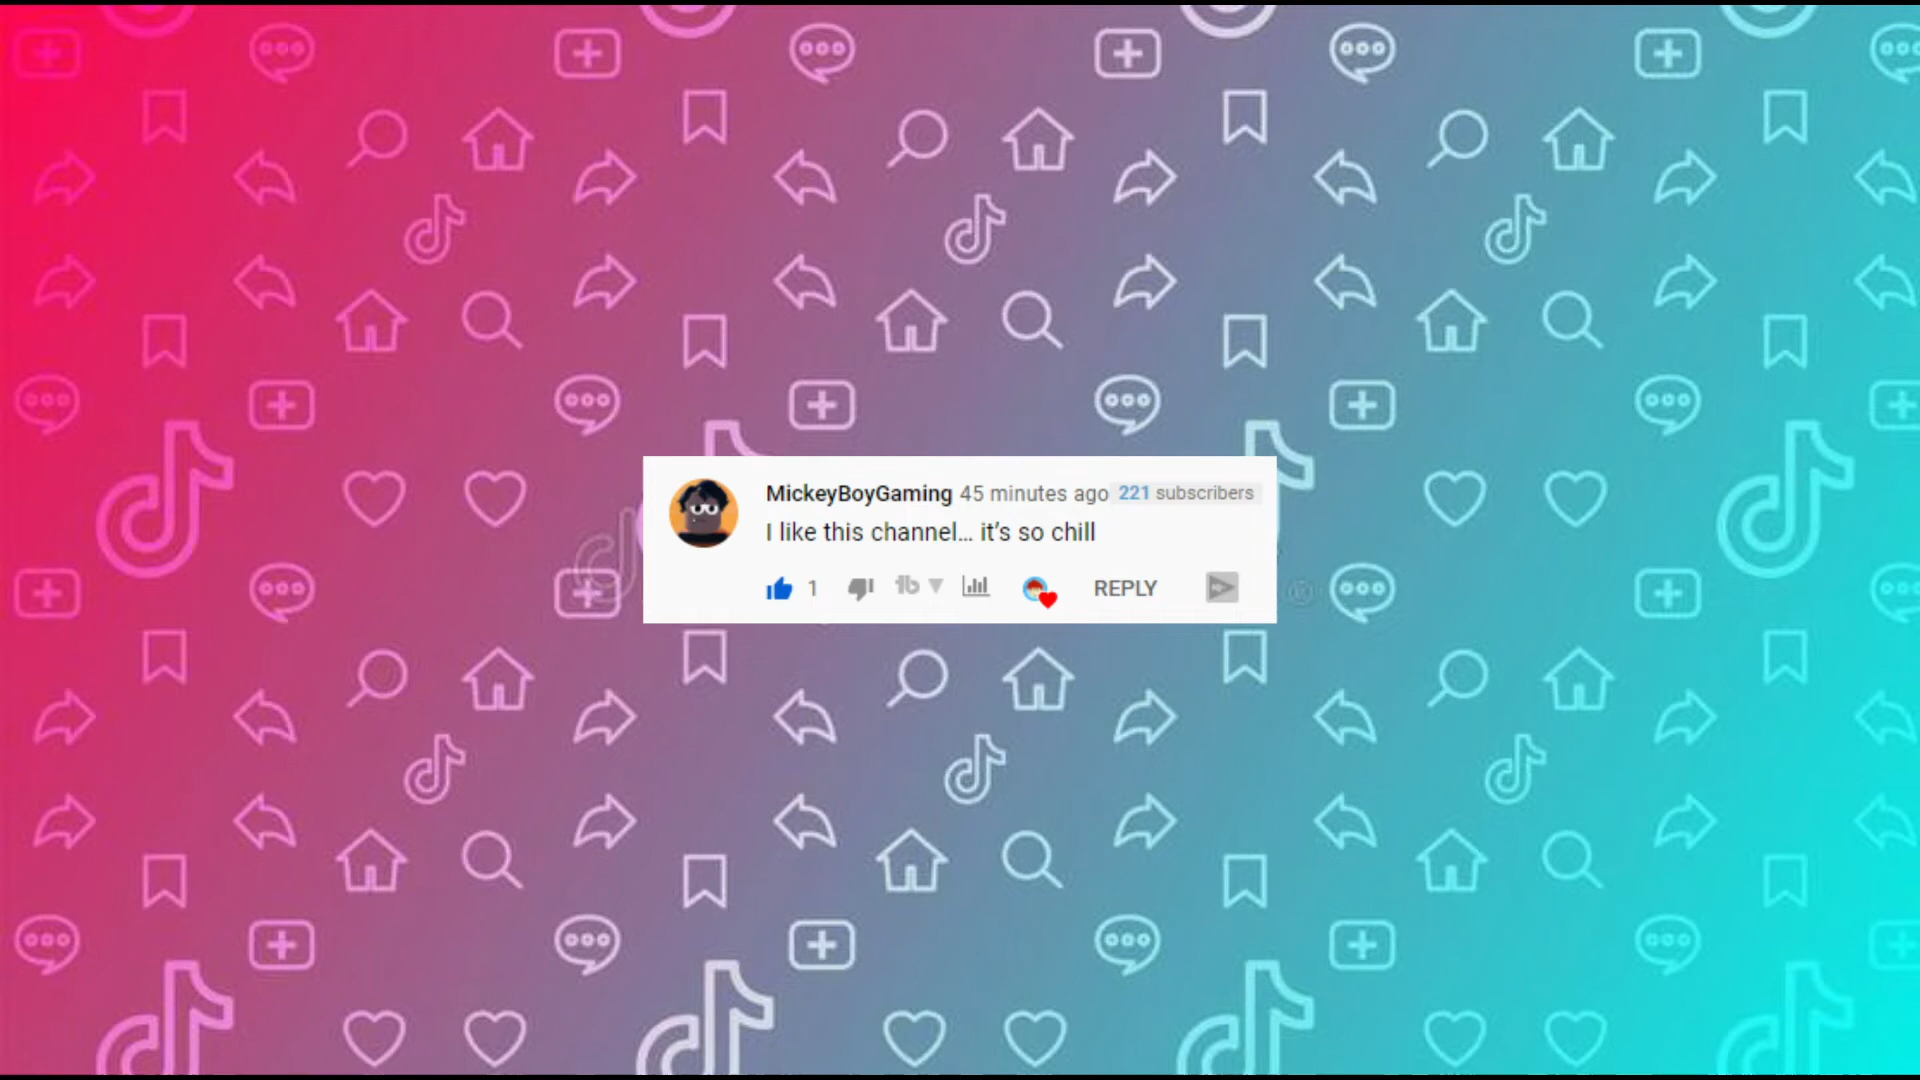 MickeyBoyGaming 45 minutes ago 221 subscribers
I like this channel... it's so chill
1 REPLY